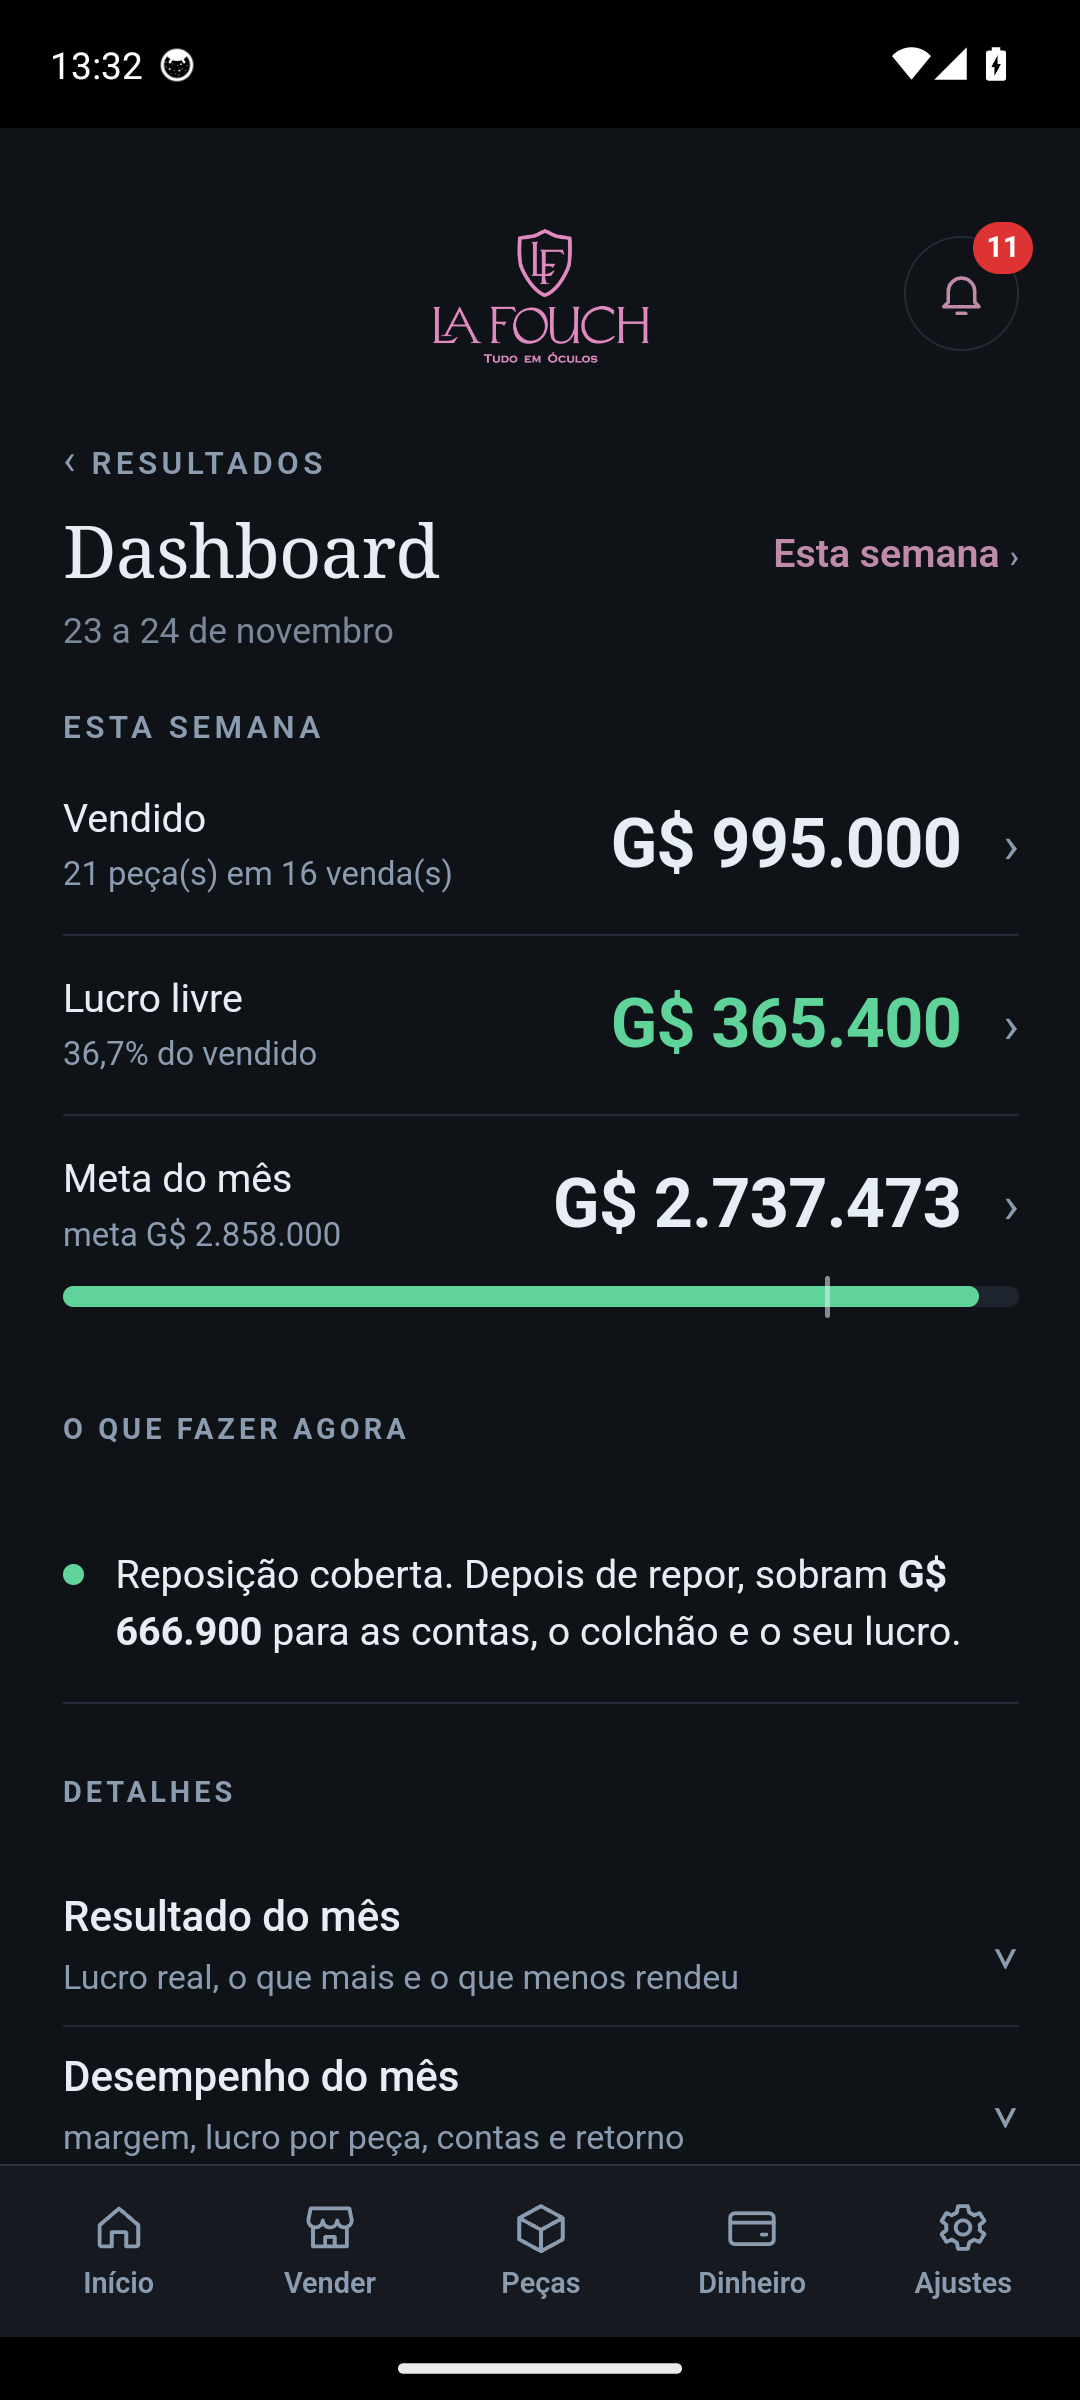 13:32
11
LF
LA FOUCH
TUDO EM ÓCULOS
‹ RESULTADOS
Dashboard
Esta semana ›
23 a 24 de novembro
ESTA SEMANA
Vendido
G$ 995.000 ›
21 peça(s) em 16 venda(s)
Lucro livre
G$ 365.400 ›
36,7% do vendido
Meta do mês
G$ 2.737.473 ›
meta G$ 2.858.000
O QUE FAZER AGORA
Reposição coberta. Depois de repor, sobram G$
666.900 para as contas, o colchão e o seu lucro.
DETALHES
Resultado do mês
Lucro real, o que mais e o que menos rendeu
Desempenho do mês
margem, lucro por peça, contas e retorno
Início
Vender
Peças
Dinheiro
Ajustes